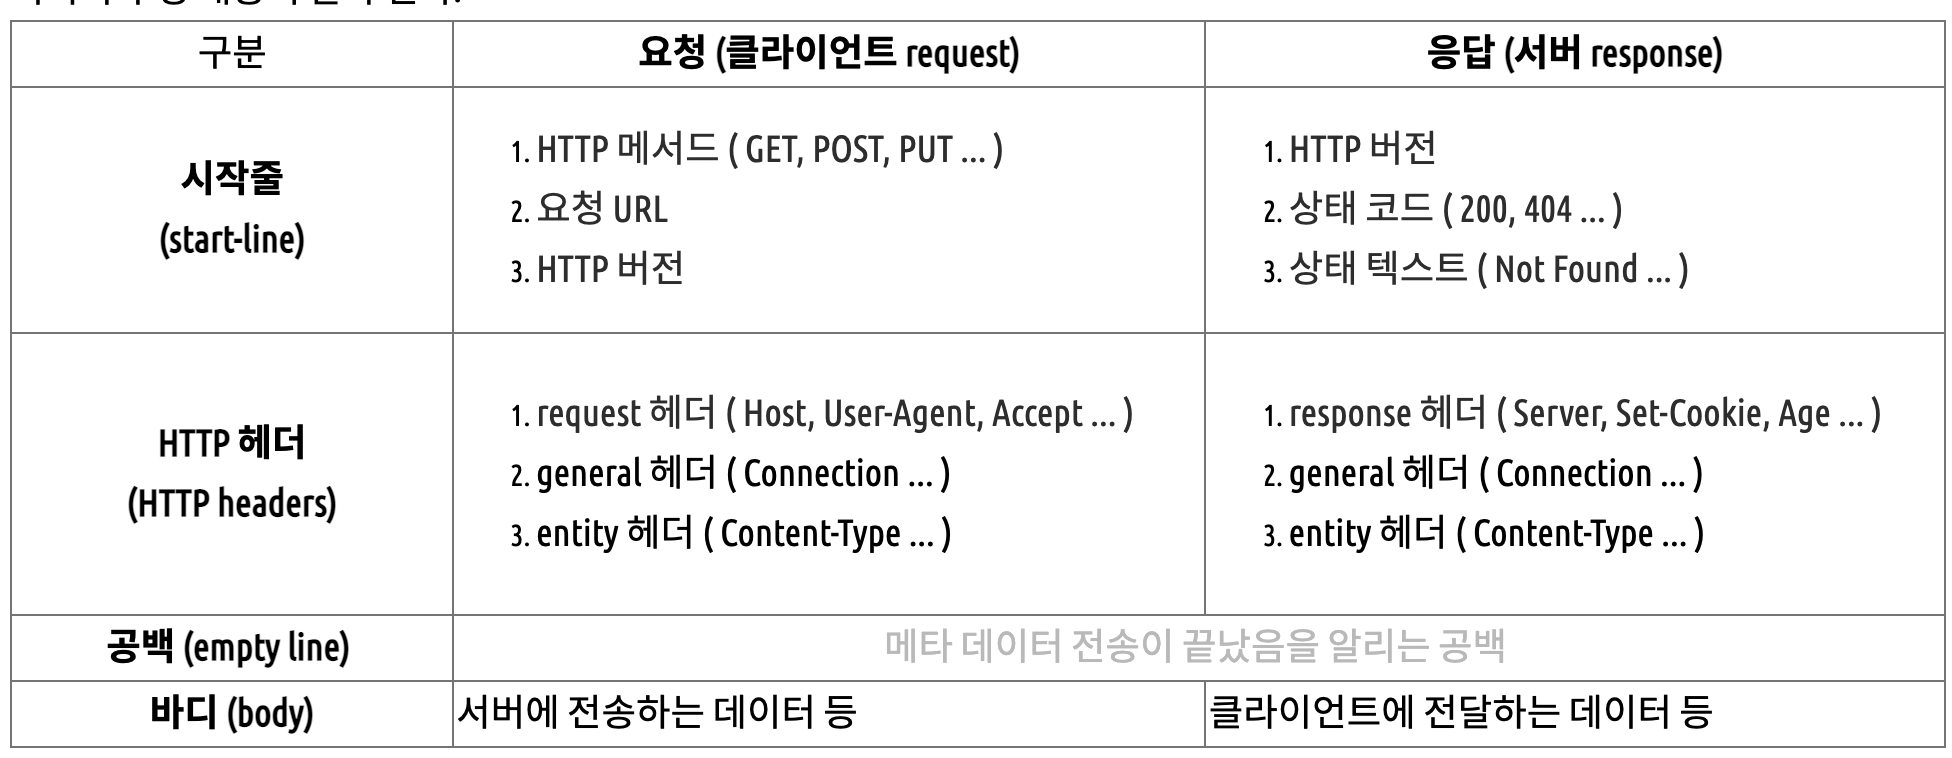 구분
요청 (클라이언트 request)
응답 (서버 response)
시작줄
(start-line)
1. HTTP 메서드 ( GET, POST, PUT ... )
2. 요청 URL
3. HTTP 버전
1. HTTP 버전
2. 상태 코드 ( 200, 404 ... )
3. 상태 텍스트 ( Not Found ... )
HTTP 헤더
(HTTP headers)
1. request 헤더 ( Host, User-Agent, Accept ... )
2. general 헤더 ( Connection ... )
3. entity 헤더 ( Content-Type ... )
1. response 헤더 ( Server, Set-Cookie, Age ... )
2. general 헤더 ( Connection ... )
3. entity 헤더 ( Content-Type ... )
공백 (empty line)
메타 데이터 전송이 끝났음을 알리는 공백
바디 (body)
서버에 전송하는 데이터 등
클라이언트에 전달하는 데이터 등